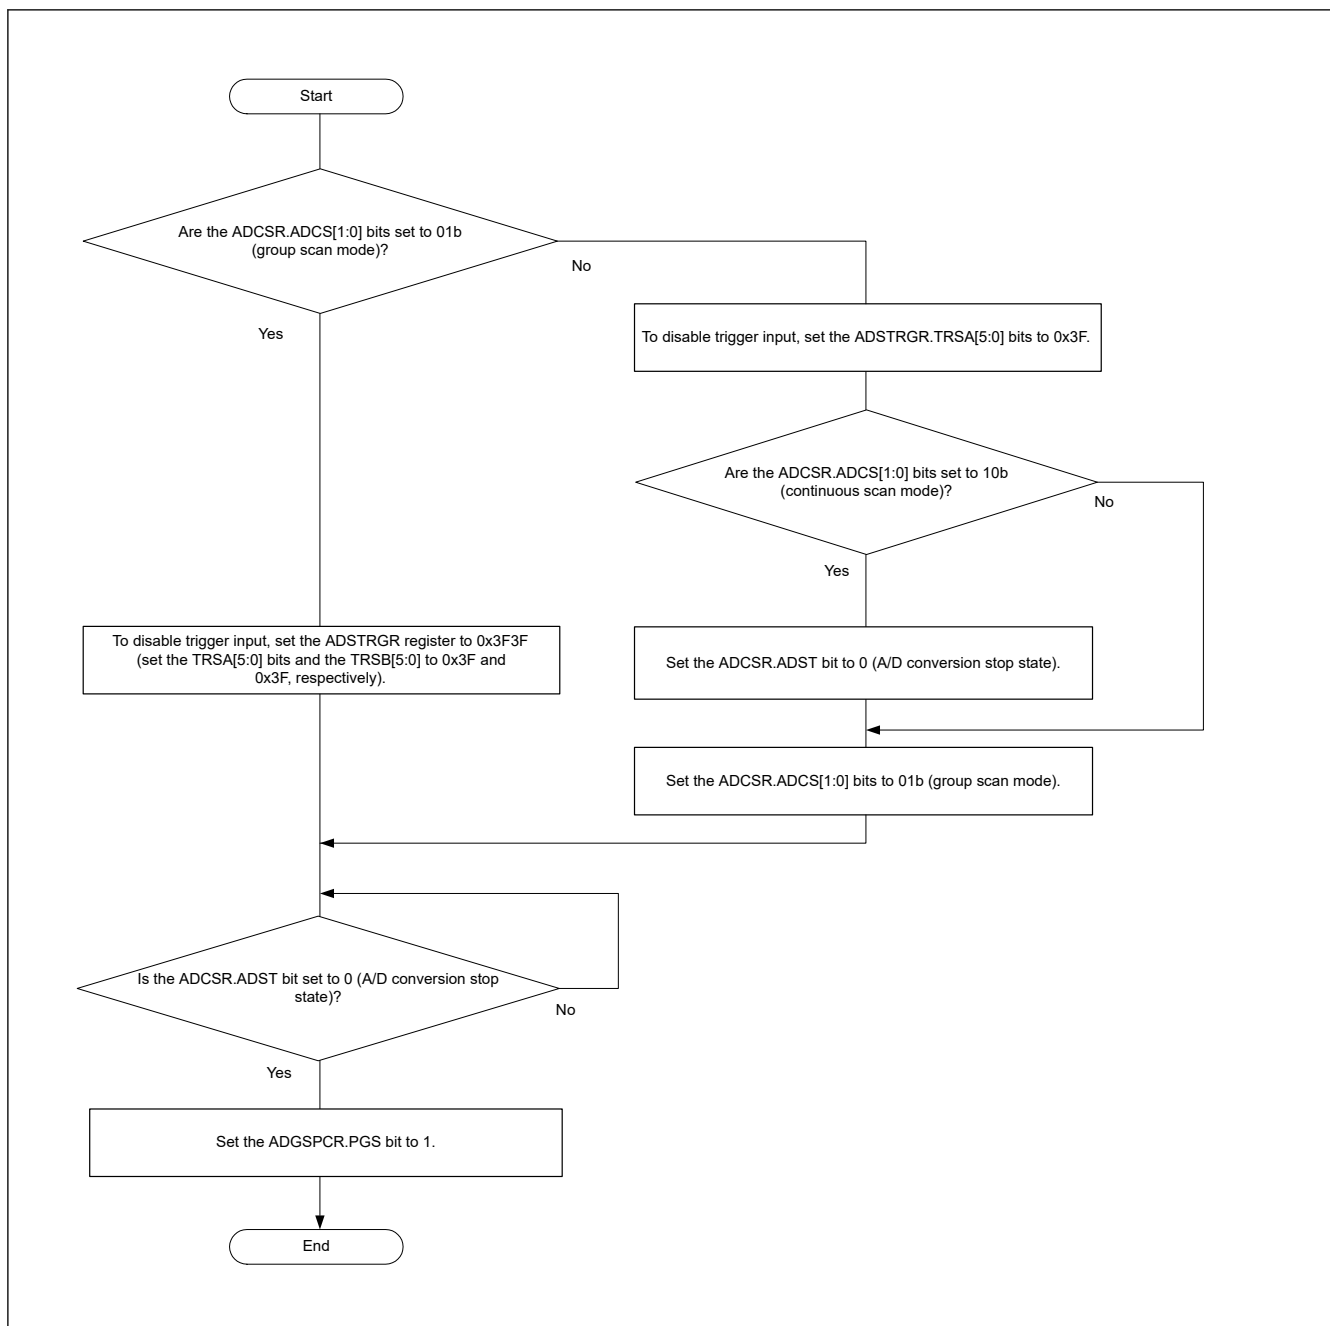 Start
Are the ADCSR.ADCS[1:0] bits set to 01b
(group scan mode)?
No
Yes
To disable trigger input, set the ADSTRGR.TRSA[5:0] bits to 0x3F.
Are the ADCSR.ADCS[1:0] bits set to 10b
(continuous scan mode)?
No
Yes
To disable trigger input, set the ADSTRGR register to 0x3F3F
(set the TRSA[5:0] bits and the TRSB[5:0] to 0x3F and
0x3F, respectively).
Set the ADCSR.ADST bit to 0 (A/D conversion stop state).
Set the ADCSR.ADCS[1:0] bits to 01b (group scan mode).
Is the ADCSR.ADST bit set to 0 (A/D conversion stop
state)?
No
Yes
Set the ADGSPCR.PGS bit to 1.
End